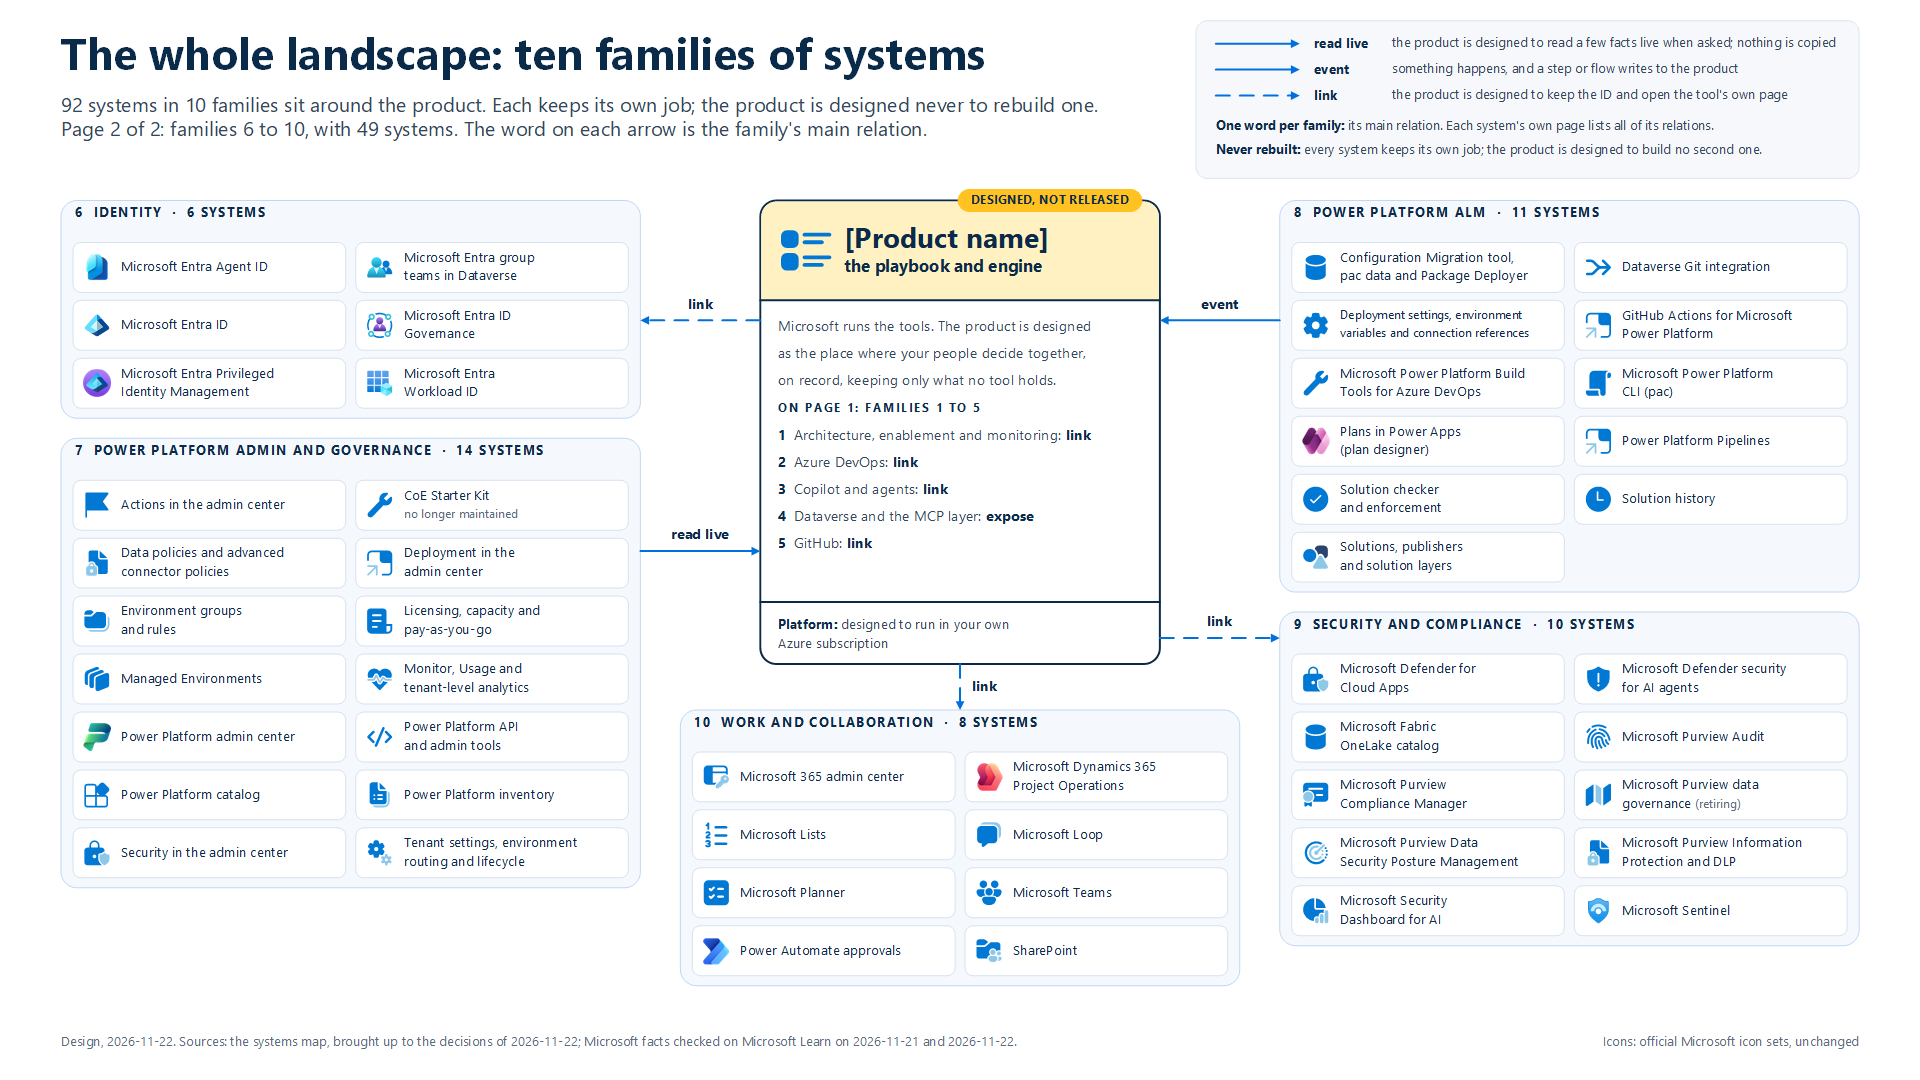 The whole landscape: ten families of systems
92 systems in 10 families sit around the product. Each keeps its own job; the product is designed never to rebuild one.
Page 2 of 2: families 6 to 10, with 49 systems. The word on each arrow is the family's main relation.
read live the product is designed to read a few facts live when asked; nothing is copied
event something happens, and a step or flow writes to the product
link the product is designed to keep the ID and open the tool's own page
One word per family: its main relation. Each system's own page lists all of its relations.
Never rebuilt: every system keeps its own job; the product is designed to build no second one.
6 IDENTITY · 6 SYSTEMS
Microsoft Entra Agent ID
Microsoft Entra group
teams in Dataverse
Microsoft Entra ID
Microsoft Entra ID
Governance
Microsoft Entra Privileged
Identity Management
Microsoft Entra
Workload ID
7 POWER PLATFORM ADMIN AND GOVERNANCE · 14 SYSTEMS
Actions in the admin center
CoE Starter Kit
no longer maintained
Data policies and advanced
connector policies
Deployment in the
admin center
Environment groups
and rules
Licensing, capacity and
pay-as-you-go
Managed Environments
Monitor, Usage and
tenant-level analytics
Power Platform admin center
Power Platform API
and admin tools
Power Platform catalog
Power Platform inventory
Security in the admin center
Tenant settings, environment
routing and lifecycle
link
read live
DESIGNED, NOT RELEASED
[Product name]
the playbook and engine
Microsoft runs the tools. The product is designed
as the place where your people decide together,
on record, keeping only what no tool holds.
ON PAGE 1: FAMILIES 1 TO 5
1 Architecture, enablement and monitoring: link
2 Azure DevOps: link
3 Copilot and agents: link
4 Dataverse and the MCP layer: expose
5 GitHub: link
Platform: designed to run in your own
Azure subscription
event
link
link
10 WORK AND COLLABORATION · 8 SYSTEMS
Microsoft 365 admin center
Microsoft Dynamics 365
Project Operations
Microsoft Lists
Microsoft Loop
Microsoft Planner
Microsoft Teams
Power Automate approvals
SharePoint
8 POWER PLATFORM ALM · 11 SYSTEMS
Configuration Migration tool,
pac data and Package Deployer
Dataverse Git integration
Deployment settings, environment
variables and connection references
GitHub Actions for Microsoft
Power Platform
Microsoft Power Platform Build
Tools for Azure DevOps
Microsoft Power Platform
CLI (pac)
Plans in Power Apps
(plan designer)
Power Platform Pipelines
Solution checker
and enforcement
Solution history
Solutions, publishers
and solution layers
9 SECURITY AND COMPLIANCE · 10 SYSTEMS
Microsoft Defender for
Cloud Apps
Microsoft Defender security
for AI agents
Microsoft Fabric
OneLake catalog
Microsoft Purview Audit
Microsoft Purview
Compliance Manager
Microsoft Purview data
governance (retiring)
Microsoft Purview Data
Security Posture Management
Microsoft Purview Information
Protection and DLP
Microsoft Security
Dashboard for AI
Microsoft Sentinel
Design, 2026-11-22. Sources: the systems map, brought up to the decisions of 2026-11-22; Microsoft facts checked on Microsoft Learn on 2026-11-21 and 2026-11-22.
Icons: official Microsoft icon sets, unchanged